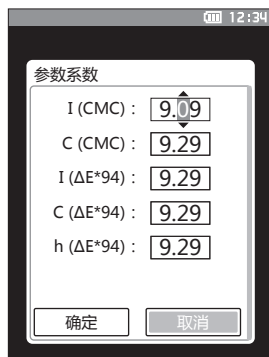 12:34
参数系数
I (CMC) : 9.09
C (CMC) : 9.29
I (ΔE*94) : 9.29
C (ΔE*94) : 9.29
h (ΔE*94) : 9.29
确定 取消